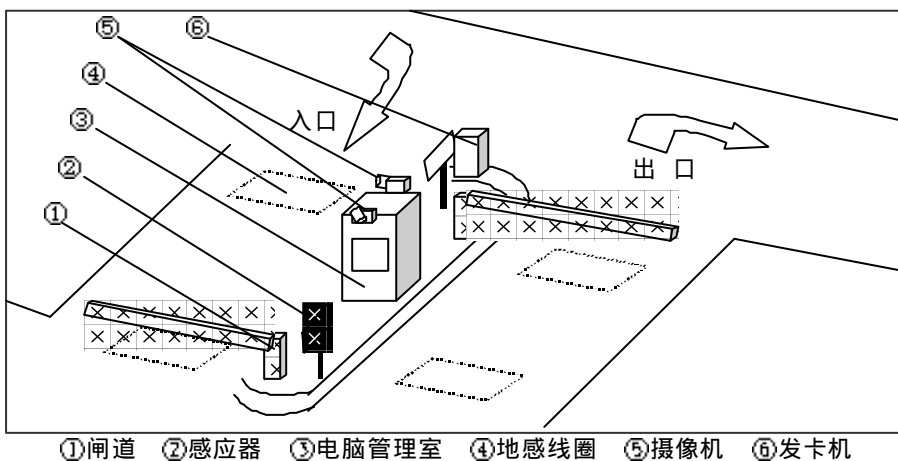 ⑤
⑥
④
入口
③
出 口
②
①
①闸道 ②感应器 ③电脑管理室 ④地感线圈 ⑤摄像机 ⑥发卡机